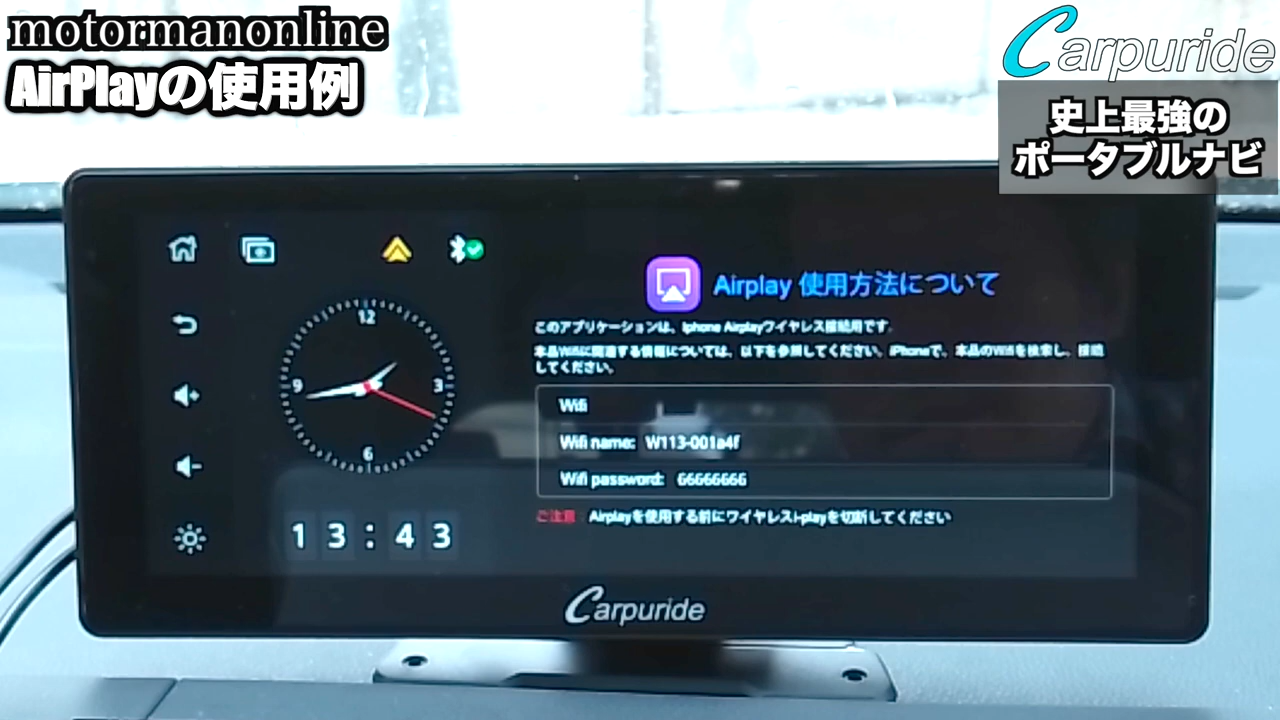 motormanonline
AirPlayの使用例
Carpuride
史上最強の
ポータブルナビ
12
3
6
9
13:43
Airplay 使用方法について
このアプリケーションは、Iphone Airplayワイヤレス接続用です。
本品Wifiに関連する情報については、以下を参照してください。iPhoneで、本品のWifiを検索し、接続
してください。
Wifi
Wifi name: W113-001a4f
Wifi password: 66666666
ご注意 Airplayを使用する前にワイヤレスi-playを切断してください
Carpuride